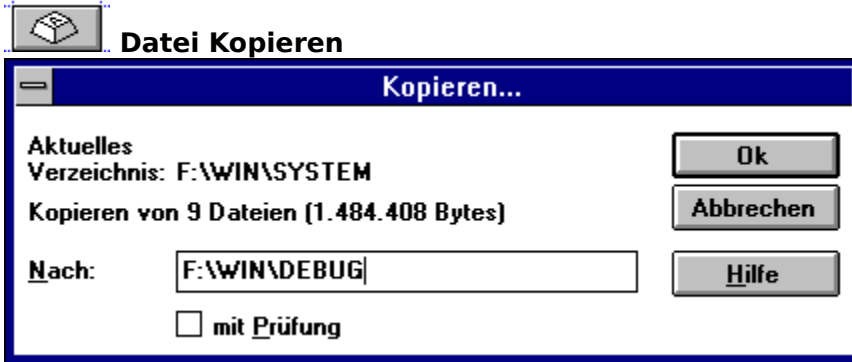 Datei Kopieren
Kopieren...
Aktuelles
Verzeichnis: F:\WIN\SYSTEM
Kopieren von 9 Dateien (1.484.408 Bytes)
Nach: F:\WIN\DEBUG
mit Prüfung
Ok
Abbrechen
Hilfe